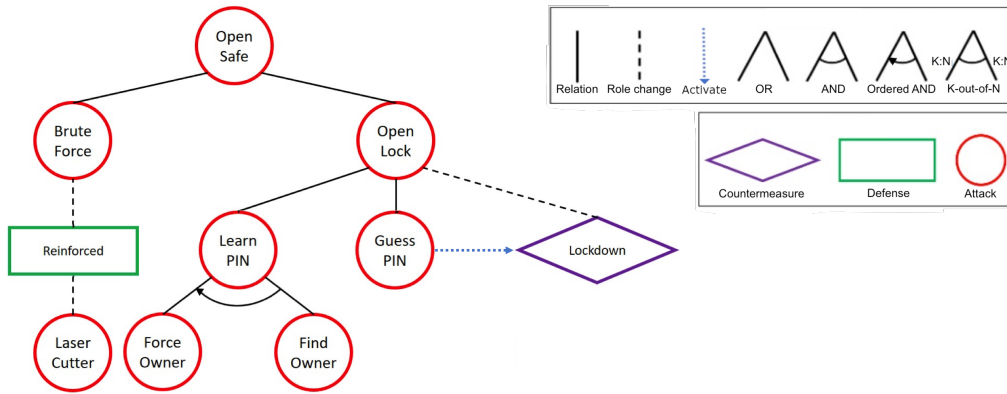 Open
Safe
Brute
Force
Open
Lock
Reinforced
Learn
PIN
Guess
PIN
Lockdown
Laser
Cutter
Force
Owner
Find
Owner
K:N
K:N
Relation
Role change
Activate
OR
AND
Ordered AND
K-out-of-N
Countermeasure
Defense
Attack